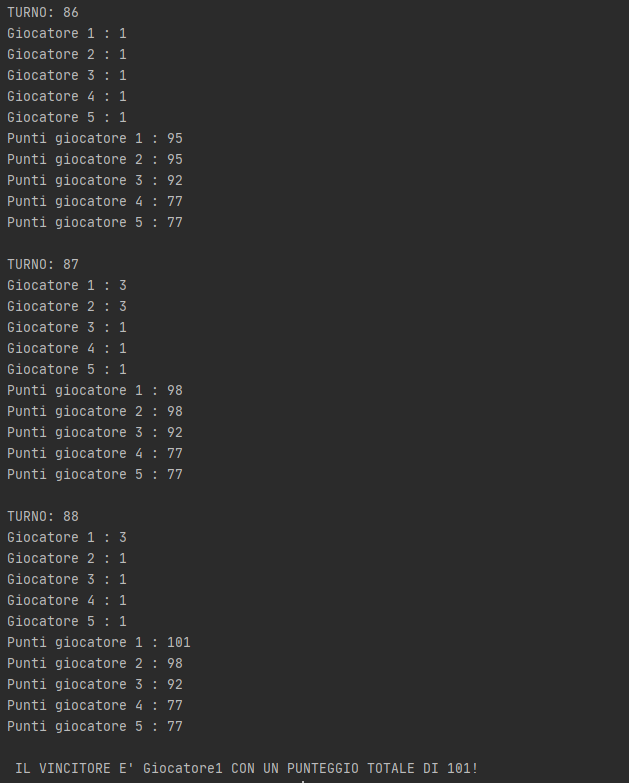 TURNO: 86
Giocatore 1 : 1
Giocatore 2 : 1
Giocatore 3 : 1
Giocatore 4 : 1
Giocatore 5 : 1
Punti giocatore 1 : 95
Punti giocatore 2 : 95
Punti giocatore 3 : 92
Punti giocatore 4 : 77
Punti giocatore 5 : 77
TURNO: 87
Giocatore 1 : 3
Giocatore 2 : 3
Giocatore 3 : 1
Giocatore 4 : 1
Giocatore 5 : 1
Punti giocatore 1 : 98
Punti giocatore 2 : 98
Punti giocatore 3 : 92
Punti giocatore 4 : 77
Punti giocatore 5 : 77
TURNO: 88
Giocatore 1 : 3
Giocatore 2 : 1
Giocatore 3 : 1
Giocatore 4 : 1
Giocatore 5 : 1
Punti giocatore 1 : 101
Punti giocatore 2 : 98
Punti giocatore 3 : 92
Punti giocatore 4 : 77
Punti giocatore 5 : 77
IL VINCITORE E' Giocatore1 CON UN PUNTEGGIO TOTALE DI 101!